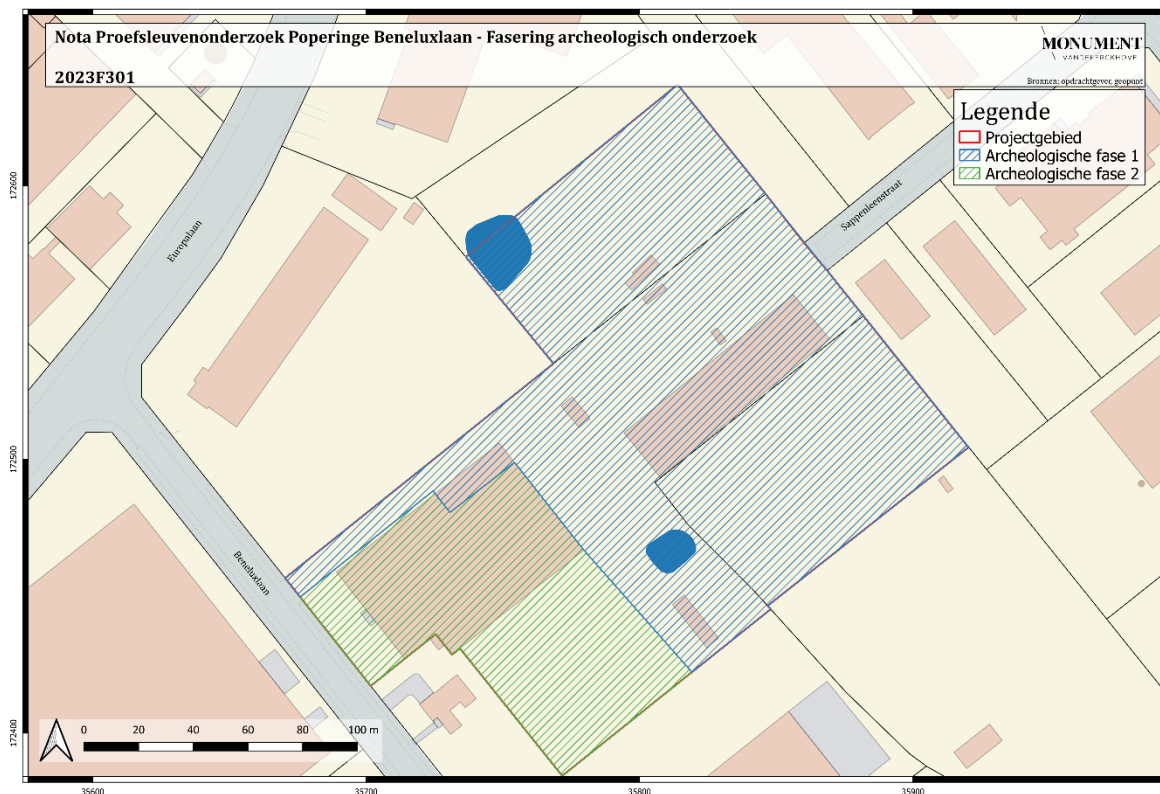 Nota Proefsleuvenonderzoek Poperinge Beneluxlaan - Fasering archeologisch onderzoek
2023F301
MONUMENT
VANDEKERCKHOVE
Bronnen: opdrachtgever, geopunt
Legende
Projectgebied
Archeologische fase 1
Archeologische fase 2
172600
Sappenleenstraat
Europalaan
172500
Beneluxlaan
172400
0 20 40 60 80 100 m
35600 35700 35800 35900